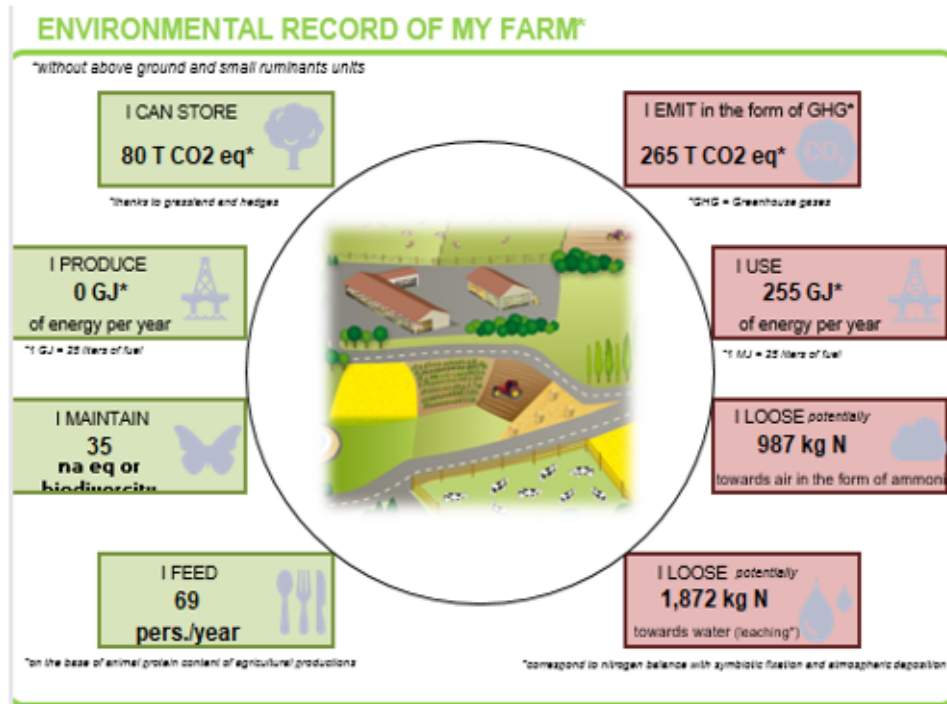 ENVIRONMENTAL RECORD OF MY FARM*
*without above ground and small ruminants units
I CAN STORE
80 T CO2 eq*
*thanks to grassland and hedges
I EMIT in the form of GHG*
265 T CO2 eq*
CO2
*GHG = Greenhouse gases
I PRODUCE
0 GJ*
of energy per year
*1 GJ = 25 liters of fuel
I USE
255 GJ*
of energy per year
*1 MJ = 25 liters of fuel
I MAINTAIN
35
na eq or
biodiversity
I LOOSE potentially
987 kg N
towards air in the form of ammoni
I FEED
69
pers./year
*on the base of animal protein content of agricultural productions
I LOOSE potentially
1,872 kg N
towards water (leaching*)
*correspond to nitrogen balance with symbiotic fixation and atmospheric deposition